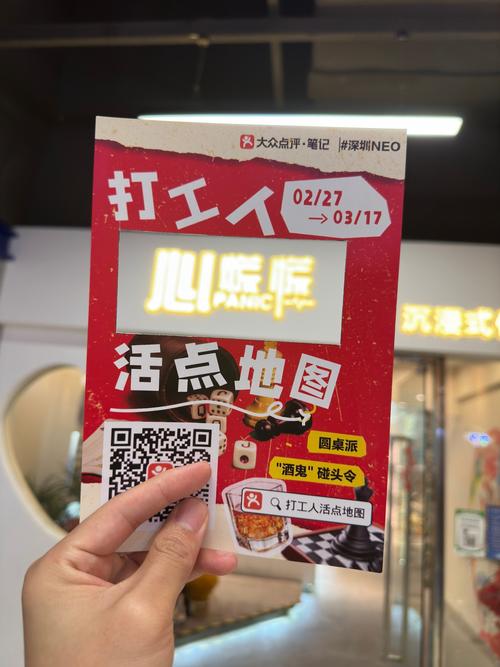 大众点评·笔记 #深圳NEO
打工人
02/27
→03/17
心慌慌
PANIC
沉浸式
活点地图
圆桌派
"酒鬼"碰头令
打工人活点地图